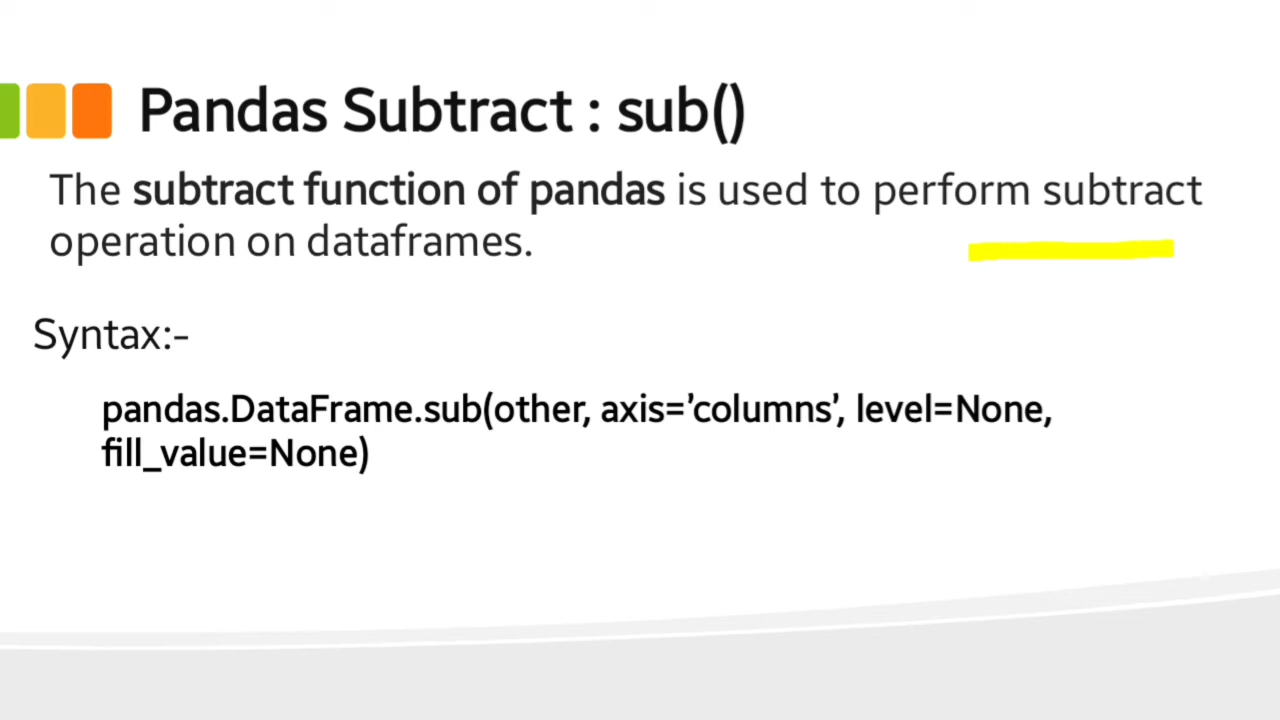 Pandas Subtract : sub()
The subtract function of pandas is used to perform subtract
operation on dataframes.
Syntax:-
pandas.DataFrame.sub(other, axis=’columns’, level=None,
fill_value=None)